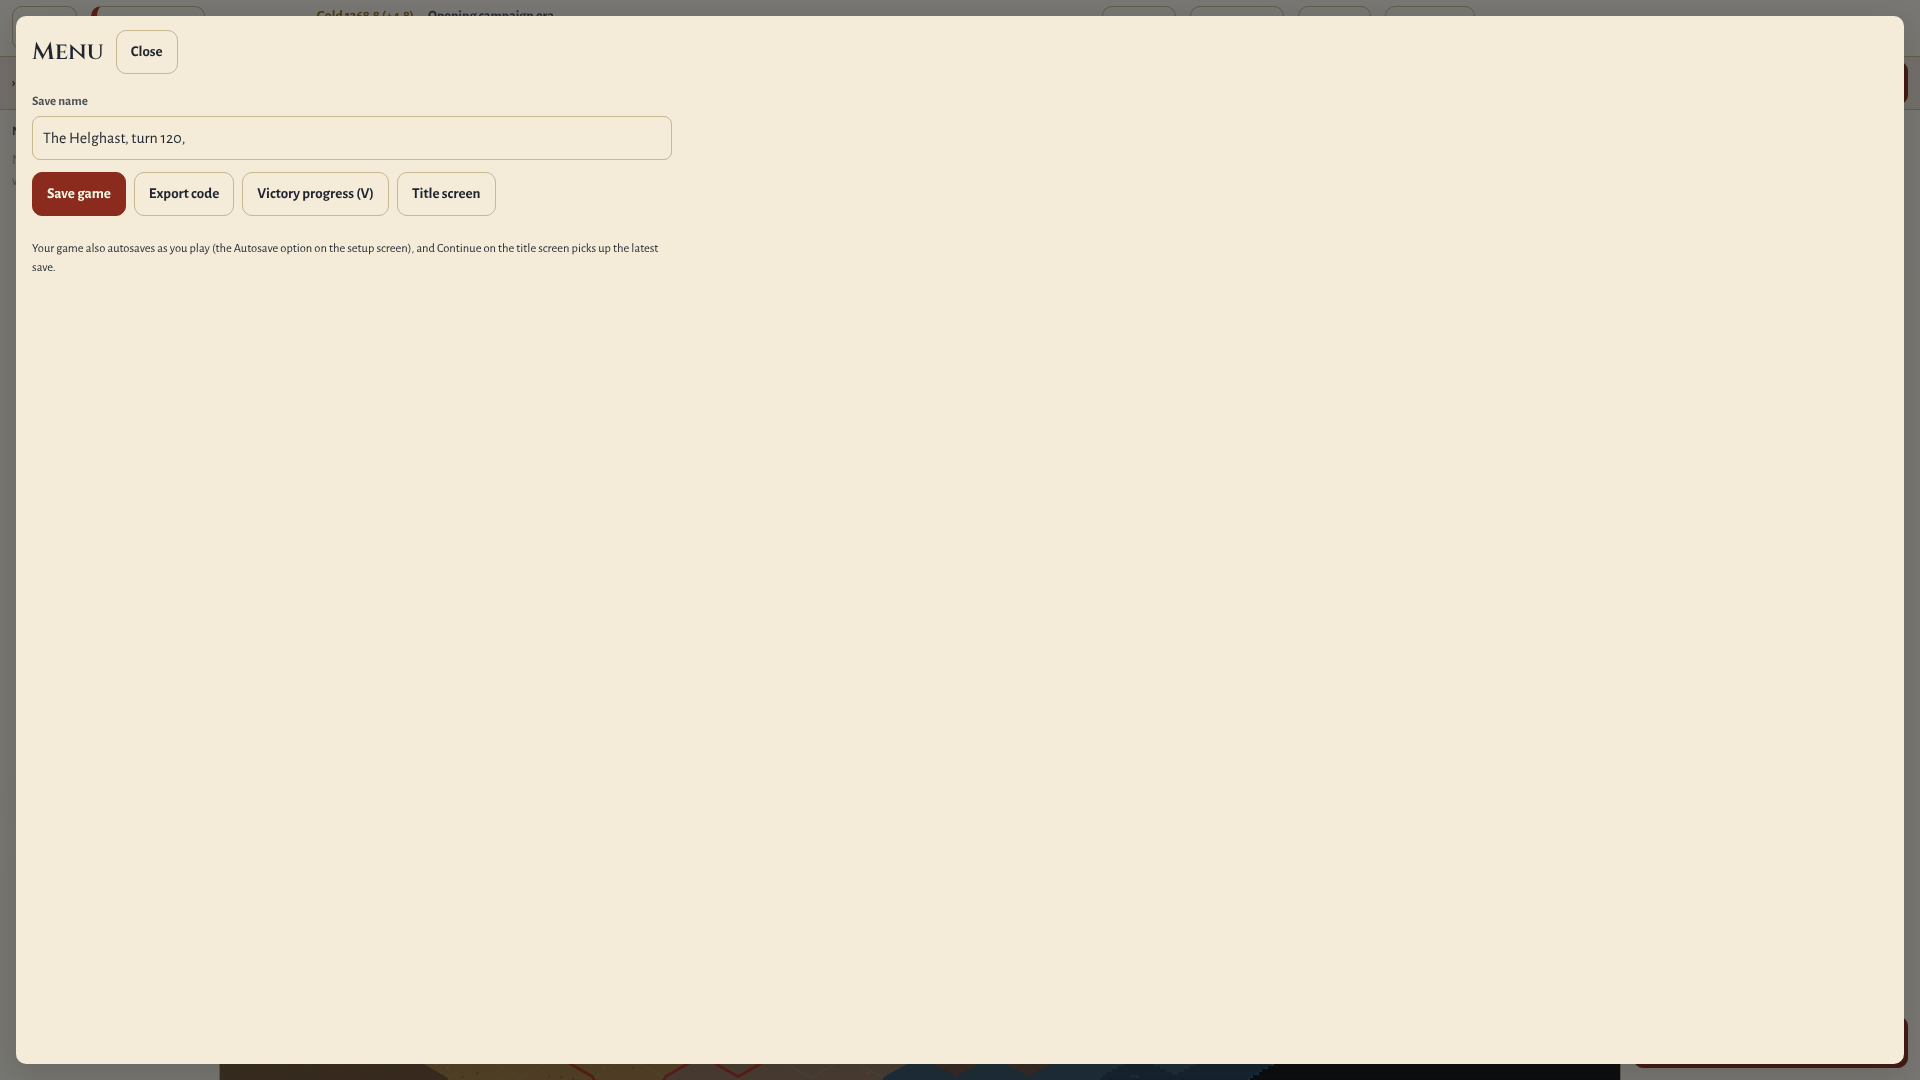 Menu
Close
Save name
The Helghast, turn 120,
Save game
Export code
Victory progress (V)
Title screen
Your game also autosaves as you play (the Autosave option on the setup screen), and Continue on the title screen picks up the latest
save.